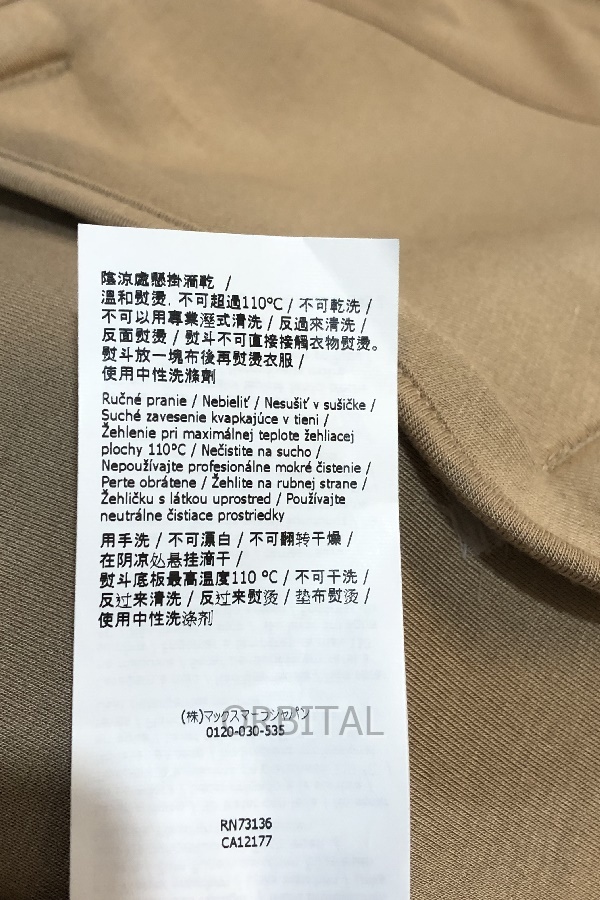 陰涼處懸掛滴乾 /
溫和熨燙, 不可超過110°C / 不可乾洗 /
不可以用專業溼式清洗 / 反過來清洗 /
反面熨燙 / 熨斗不可直接接觸衣物熨燙。
熨斗放一塊布後再熨燙衣服 /
使用中性洗滌劑
Ručné pranie / Nebieliť / Nesušiť v sušičke /
Suché zavesenie kvapkajúce v tieni /
Žehlenie pri maximálnej teplote žehliacej
plochy 110°C / Nečistite na sucho /
Nepoužívajte profesionálne mokré čistenie /
Perte obrátene / Žehlite na rubnej strane /
Žehličku s látkou uprostred / Používajte
neutrálne čistiace prostriedky
用手洗 / 不可漂白 / 不可翻转干燥 /
在阴凉处悬挂滴干 /
熨斗底板最高溫度110 °C / 不可干洗 /
反过来清洗 / 反过来熨烫 / 垫布熨烫 /
使用中性洗涤剂
(株)マックスマーラジャパン
ORBITAL
0120-030-535
RN73136
CA12177